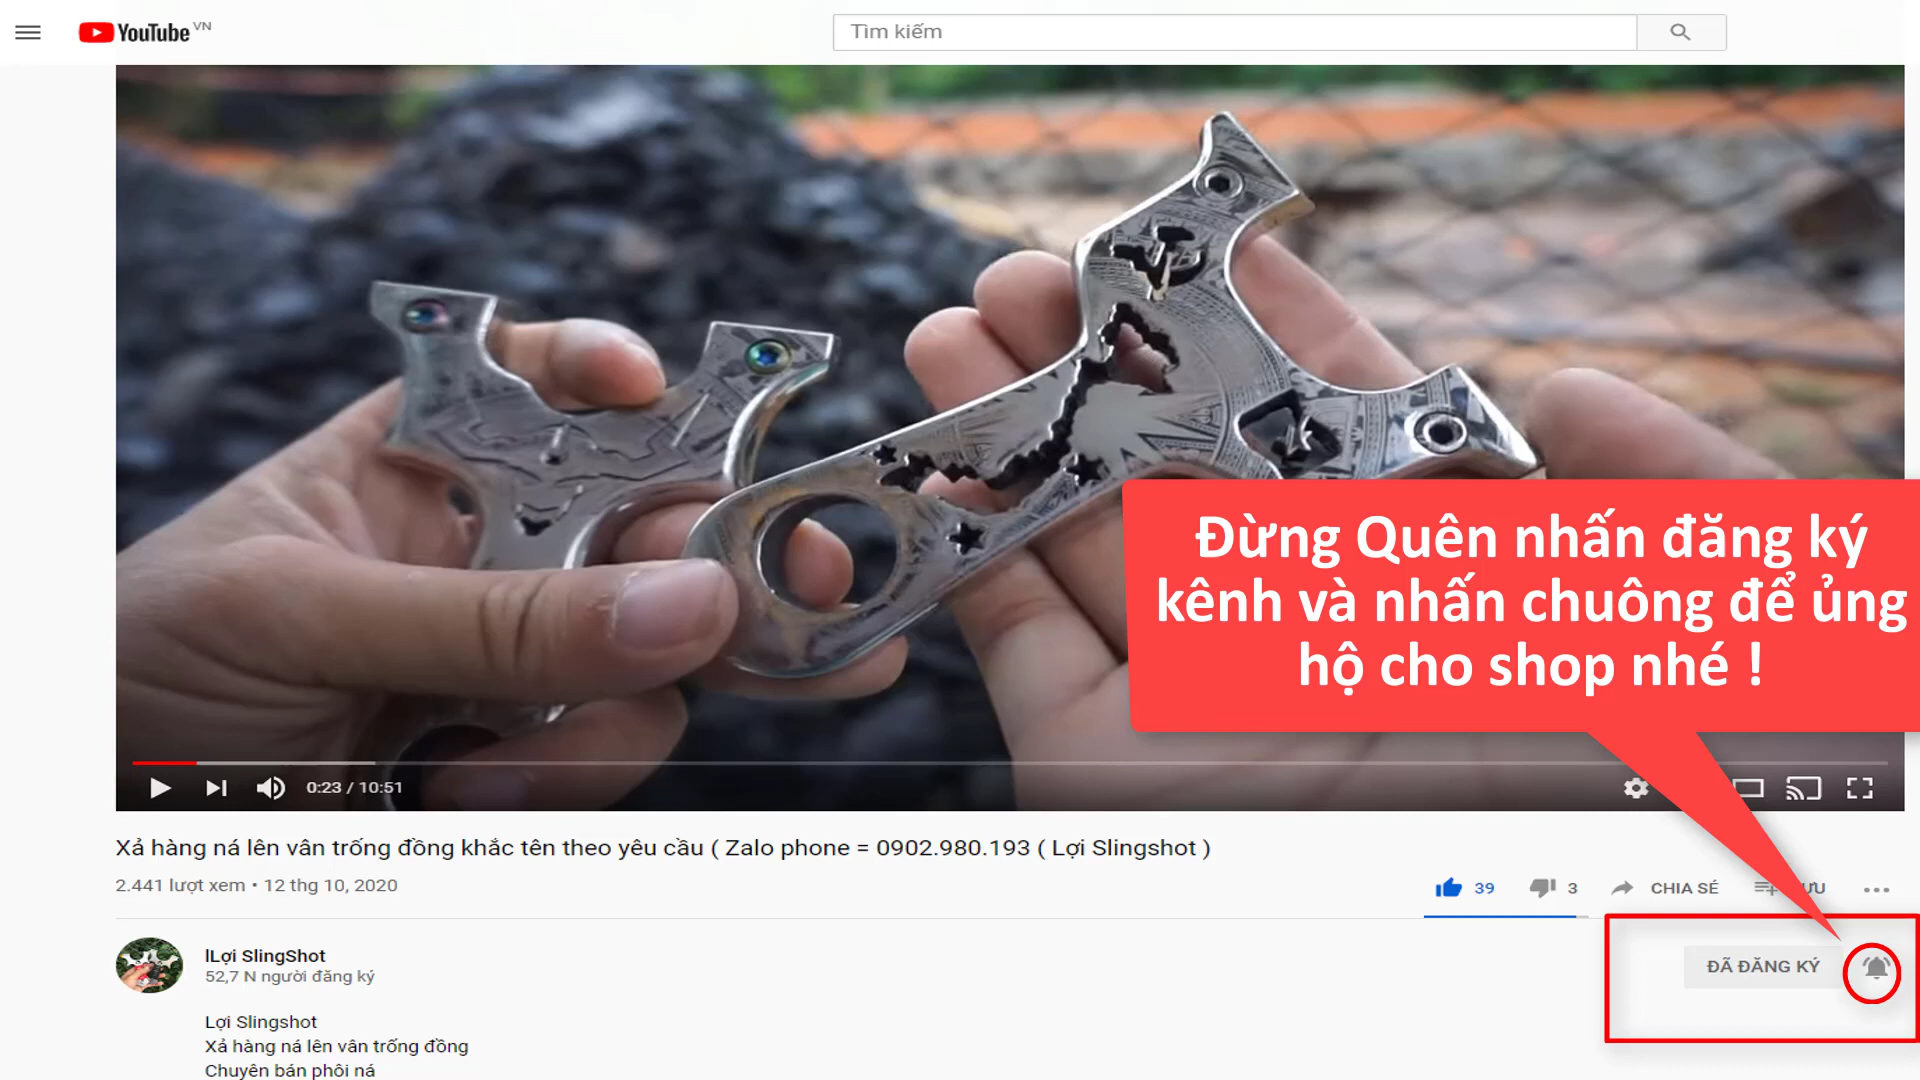 YouTube VN
Tìm kiếm
Đừng Quên nhấn đăng ký
kênh và nhấn chuông để ủng
hộ cho shop nhé !
0:23 / 10:51
Xả hàng ná lên vân trống đồng khắc tên theo yêu cầu ( Zalo phone = 0902.980.193 ( Lợi Slingshot )
2.441 lượt xem • 12 thg 10, 2020
39
3
CHIA SẺ
lLợi SlingShot
52,7 N người đăng ký
ĐÃ ĐĂNG KÝ
Lợi Slingshot
Xả hàng ná lên vân trống đồng
Chuyên bán phôi ná